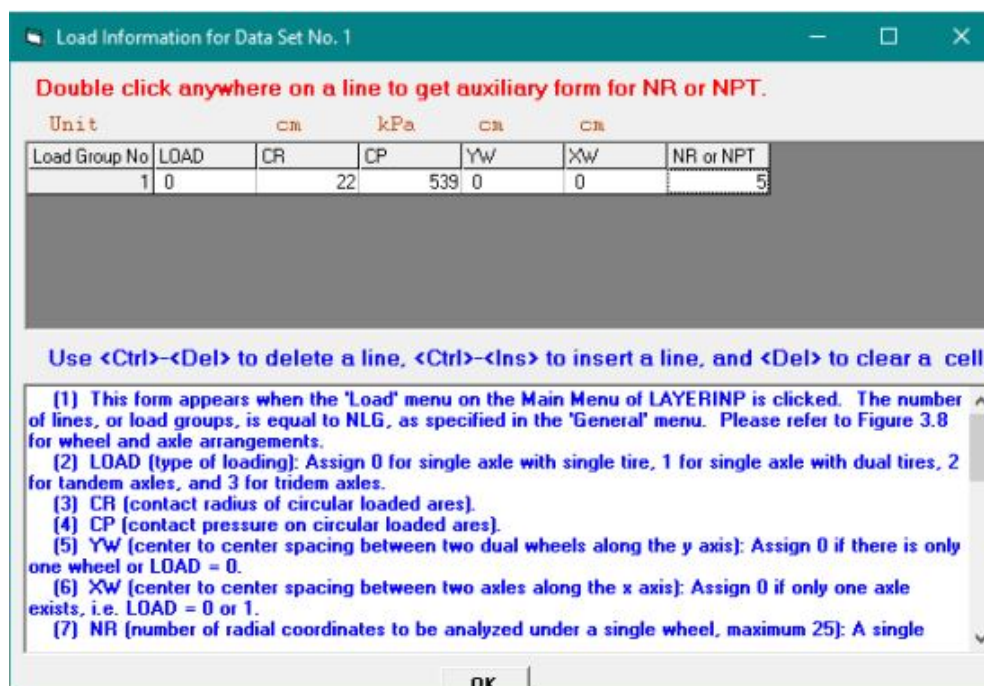 Load Information for Data Set No. 1
Double click anywhere on a line to get auxiliary form for NR or NPT.
Unit cm kPa cm cm
Load Group No LOAD CR CP YW XW NR or NPT
1 0 22 539 0 0 5
Use <Ctrl>-<Del> to delete a line, <Ctrl>-<Ins> to insert a line, and <Del> to clear a cell
(1) This form appears when the 'Load' menu on the Main Menu of LAYERINP is clicked. The number
of lines, or load groups, is equal to NLG, as specified in the 'General' menu. Please refer to Figure 3.8
for wheel and axle arrangements.
(2) LOAD (type of loading): Assign 0 for single axle with single tire, 1 for single axle with dual tires, 2
for tandem axles, and 3 for tridem axles.
(3) CR (contact radius of circular loaded ares).
(4) CP (contact pressure on circular loaded ares).
(5) YW (center to center spacing between two dual wheels along the y axis): Assign 0 if there is only
one wheel or LOAD = 0.
(6) XW (center to center spacing between two axles along the x axis): Assign 0 if only one axle
exists, i.e. LOAD = 0 or 1.
(7) NR (number of radial coordinates to be analyzed under a single wheel, maximum 25): A single
OK